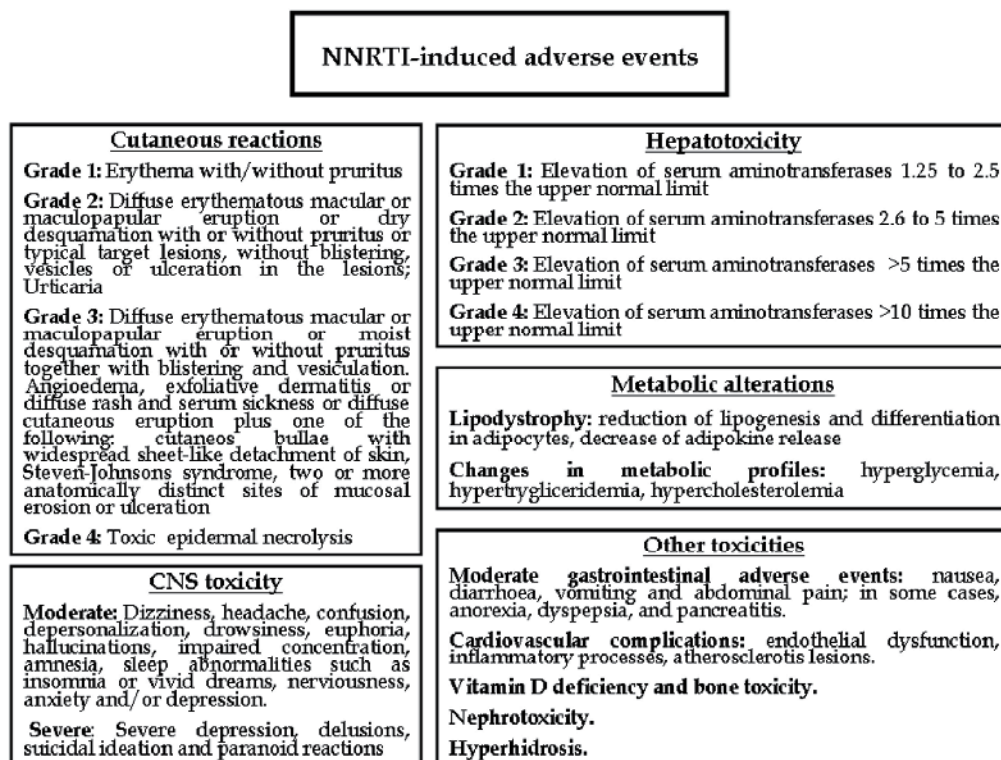 NNRTI-induced adverse events
Cutaneous reactions
Grade 1: Erythema with/without pruritus
Grade 2: Diffuse erythematous macular or
maculopapular eruption or dry
desquamation with or without pruritus or
typical target lesions, without blistering,
vesicles or ulceration in the lesions;
Urticaria
Grade 3: Diffuse erythematous macular or
maculopapular eruption or moist
desquamation with or without pruritus
together with blistering and vesiculation.
Angioedema, exfoliative dermatitis or
diffuse rash and serum sickness or diffuse
cutaneous eruption plus one of the
following: cutaneos bullae with
widespread sheet-like detachment of skin,
Steven-Johnsons syndrome, two or more
anatomically distinct sites of mucosal
erosion or ulceration
Grade 4: Toxic epidermal necrolysis
CNS toxicity
Moderate: Dizziness, headache, confusion,
depersonalization, drowsiness, euphoria,
hallucinations, impaired concentration,
amnesia, sleep abnormalities such as
insomnia or vivid dreams, nerviousness,
anxiety and/or depression.
Severe: Severe depression, delusions,
suicidal ideation and paranoid reactions
Hepatotoxicity
Grade 1: Elevation of serum aminotransferases 1.25 to 2.5
times the upper normal limit
Grade 2: Elevation of serum aminotransferases 2.6 to 5 times
the upper normal limit
Grade 3: Elevation of serum aminotransferases >5 times the
upper normal limit
Grade 4: Elevation of serum aminotransferases >10 times the
upper normal limit
Metabolic alterations
Lipodystrophy: reduction of lipogenesis and differentiation
in adipocytes, decrease of adipokine release
Changes in metabolic profiles: hyperglycemia,
hypertrygliceridemia, hypercholesterolemia
Other toxicities
Moderate gastrointestinal adverse events: nausea,
diarrhoea, vomiting and abdominal pain; in some cases,
anorexia, dyspepsia, and pancreatitis.
Cardiovascular complications: endothelial dysfunction,
inflammatory processes, atherosclerotis lesions.
Vitamin D deficiency and bone toxicity.
Nephrotoxicity.
Hyperhidrosis.